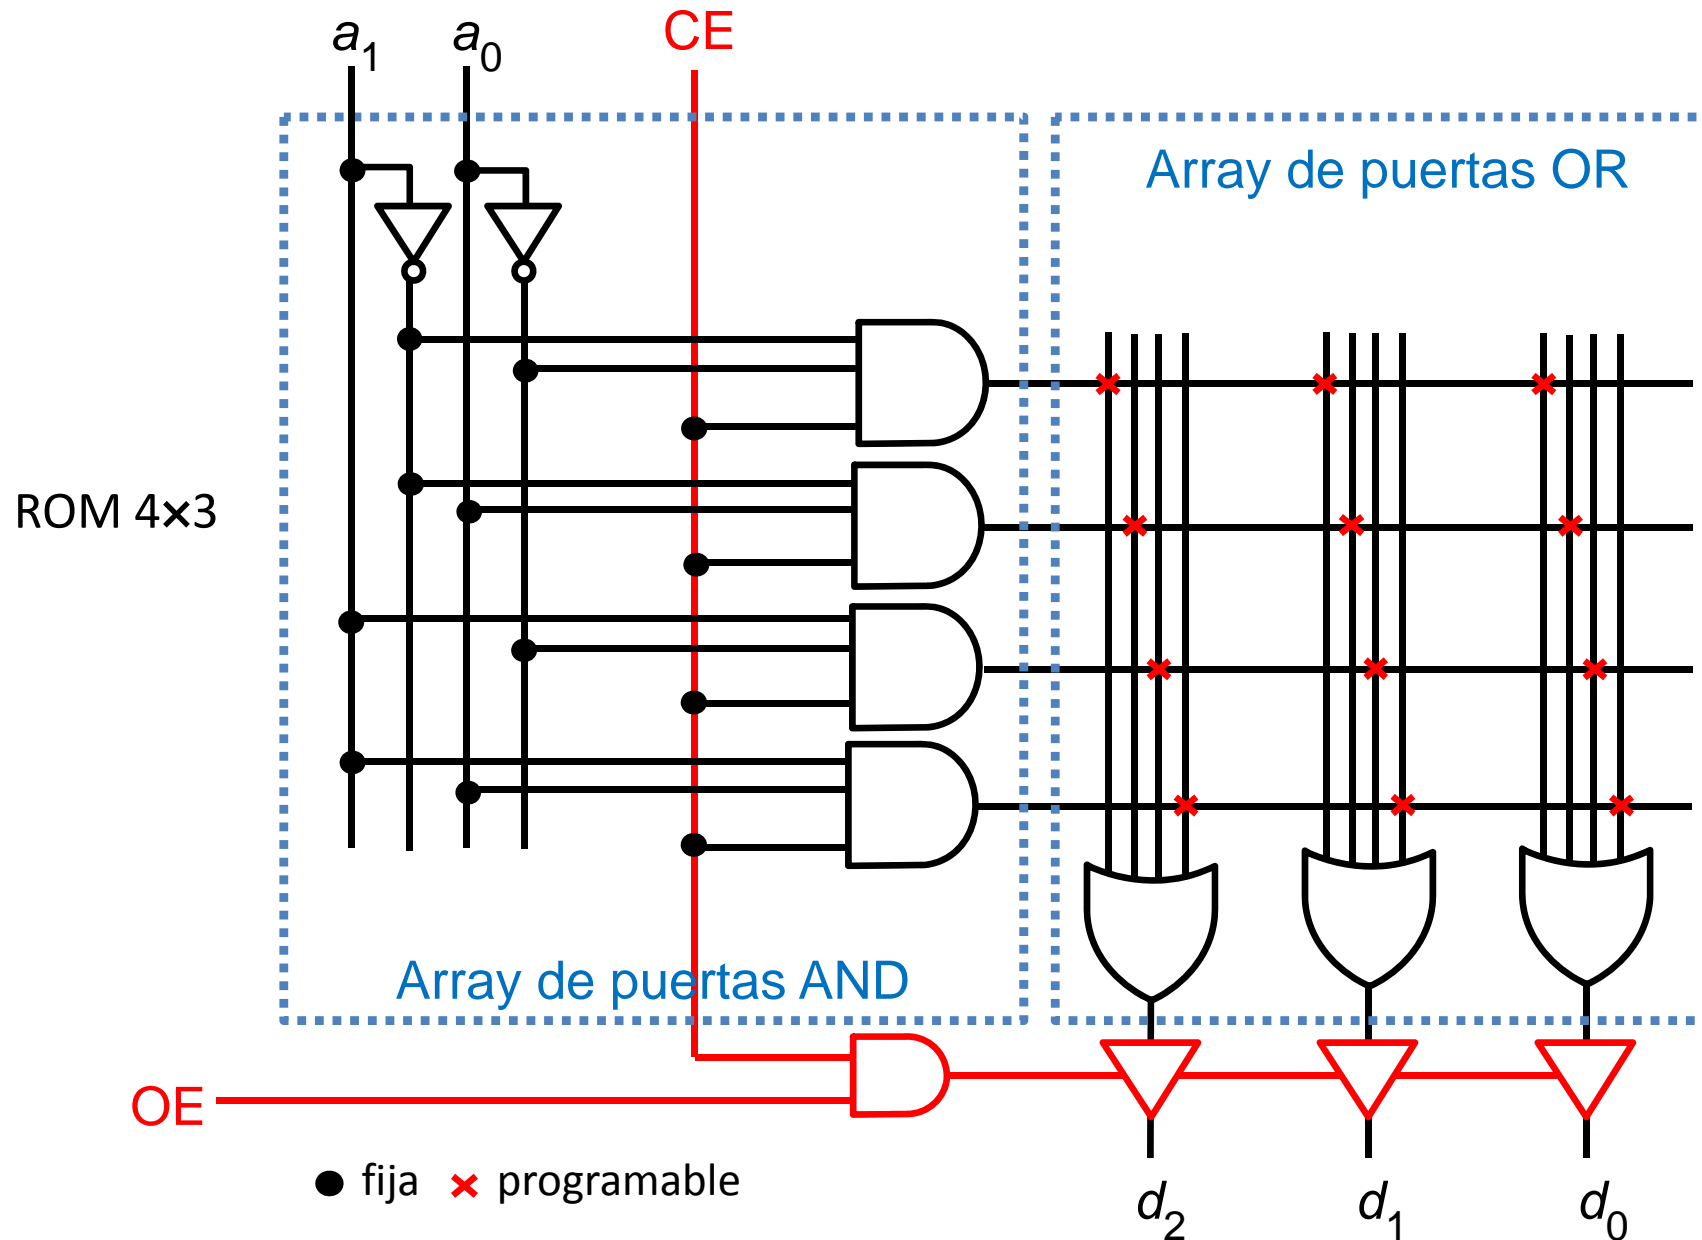 a1 a0 CE
Array de puertas OR
ROM 4×3
Array de puertas AND
OE
fija programable
d2 d1 d0